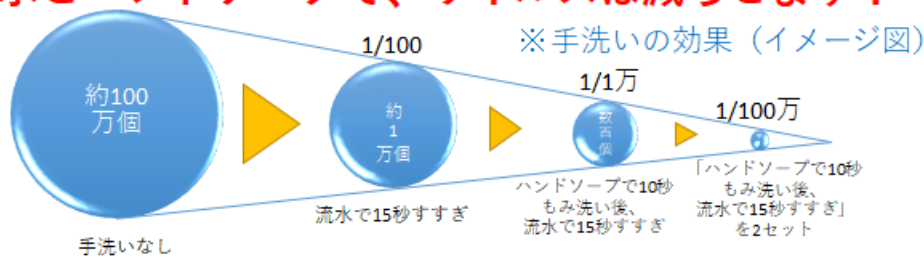 ※手洗いの効果（イメージ図）
約100
万個
手洗いなし
1/100
約
1
万個
流水で15秒すすぎ
1/1万
数
百
個
ハンドソープで10秒
もみ洗い後、
流水で15秒すすぎ
1/100万
「ハンドソープで10秒
もみ洗い後、
流水で15秒すすぎ」
を2セット